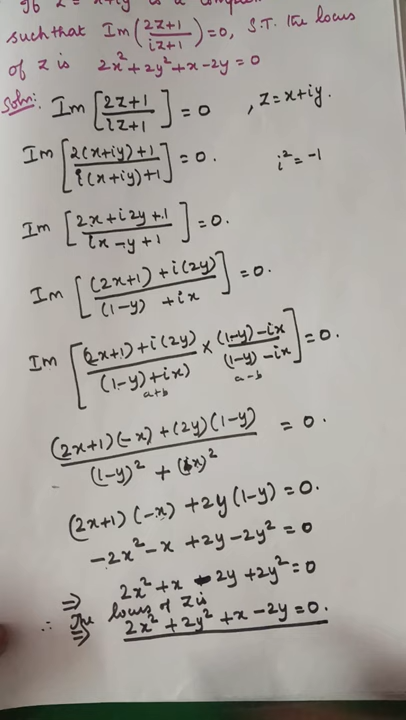 If z = x+iy is a complex
such that Im(2z+1/iz+1)=0, S.T. the locus
of z is 2x²+2y²+x-2y=0
Soln:. Im [2z+1/iz+1] = 0 , z=x+iy.
Im [2(x+iy)+1/i(x+iy)+1] = 0. i²=-1
Im [2x+i2y+1/ix-y+1] = 0.
Im [(2x+1)+i(2y)/(1-y)+ix] = 0.
Im [(2x+1)+i(2y)/(1-y)+ix) × (1-y)-ix/(1-y)-ix] = 0.
a+b a-b
(2x+1)(-x)+(2y)(1-y)/(1-y)²+(x)² = 0.
(2x+1)(-x)+2y(1-y)=0.
-2x²-x+2y-2y²=0
⇒ 2x²+x-2y+2y²=0
∴ The locus of z is
⇒ 2x²+2y²+x-2y=0.